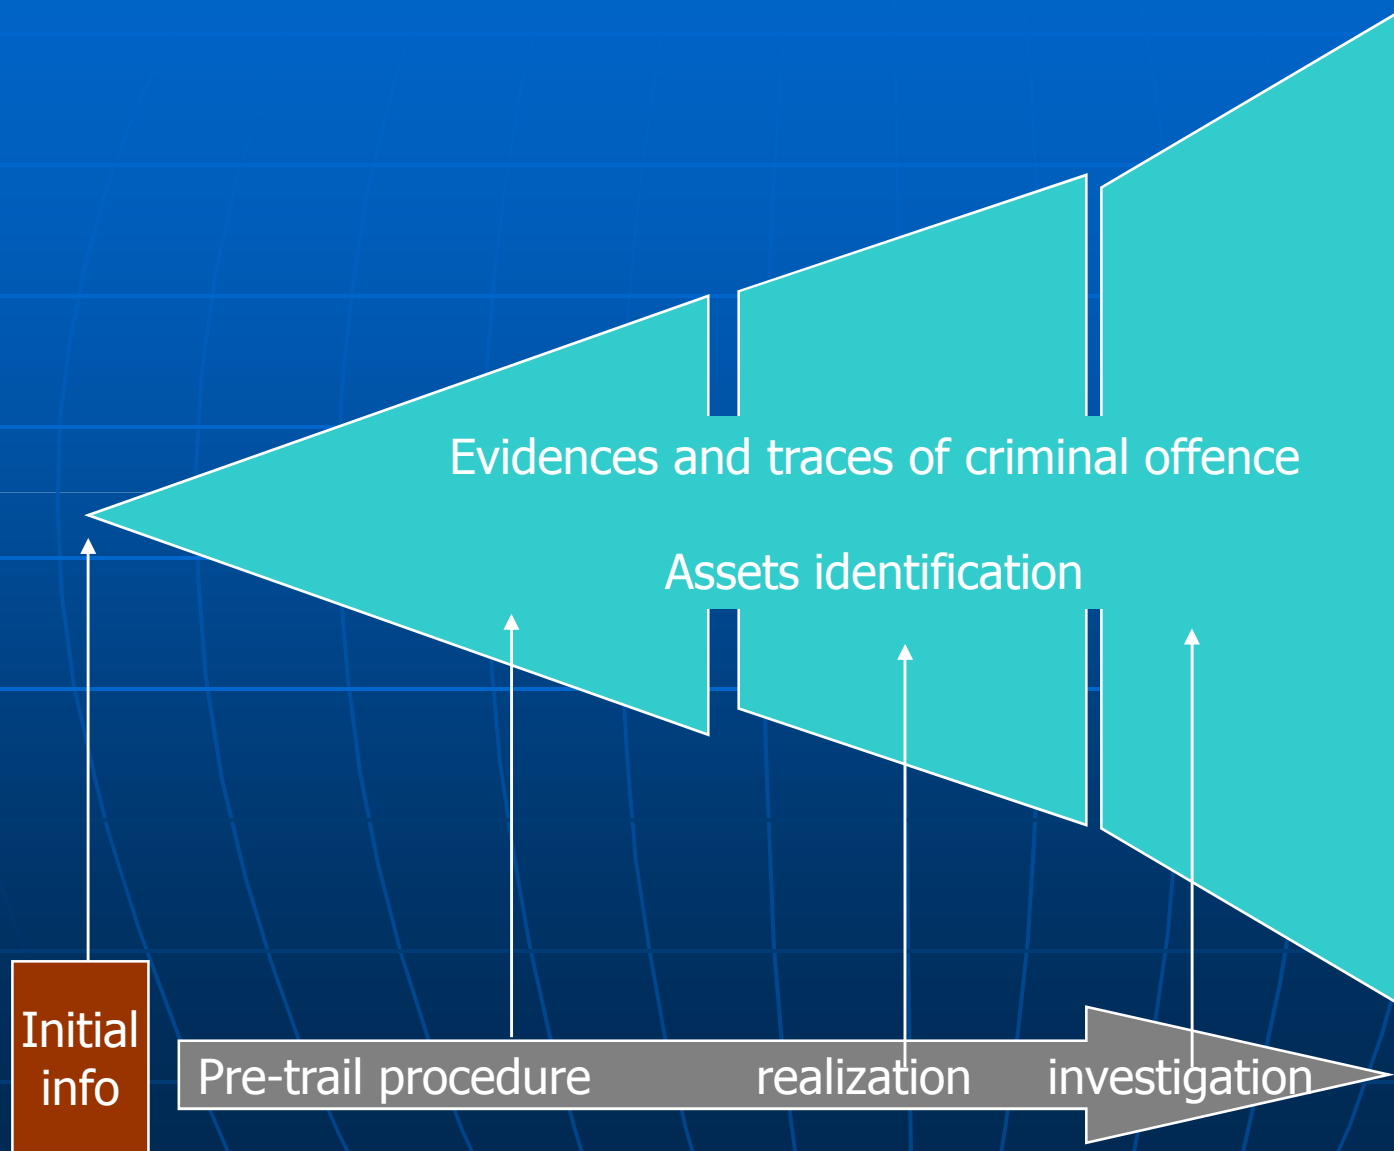 Evidences and traces of criminal offence
Assets identification
Initial
info
Pre-trail procedure realization investigation